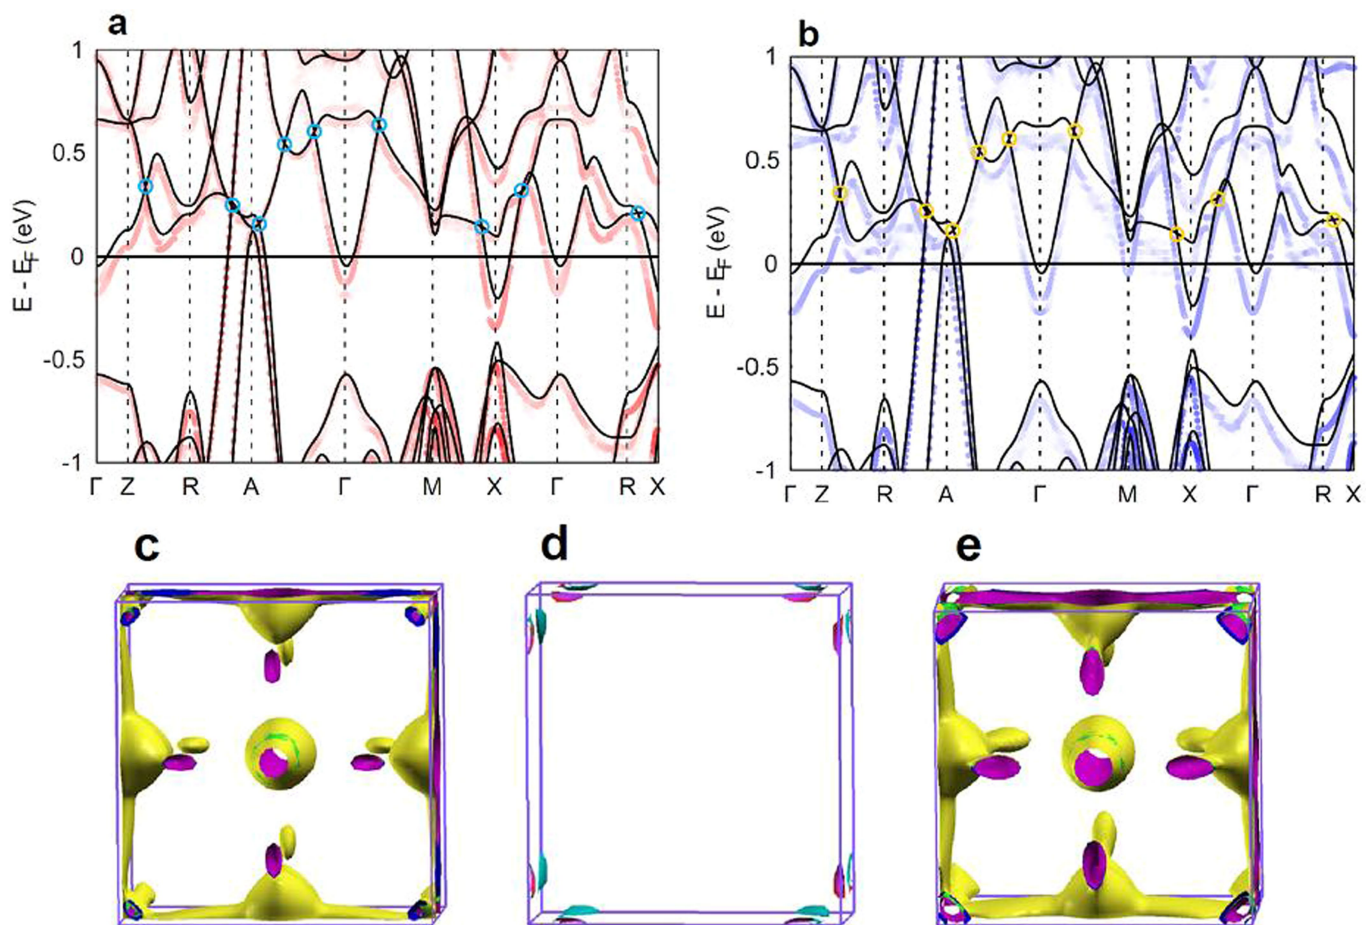 a
1
0.5
0
-0.5
-1
E - E_F (eV)
Γ Z R A Γ M X Γ R X
b
1
0.5
0
-0.5
-1
E - E_F (eV)
Γ Z R A Γ M X Γ R X
c
d
e